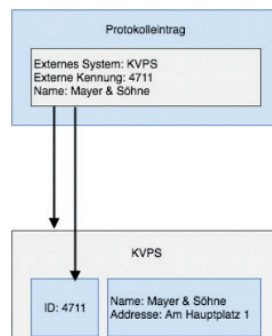 Protokolleintrag
Externes System: KVPS
Externe Kennung: 4711
Name: Mayer & Söhne
KVPS
ID: 4711
Name: Mayer & Söhne
Addresse: Am Hauptplatz 1